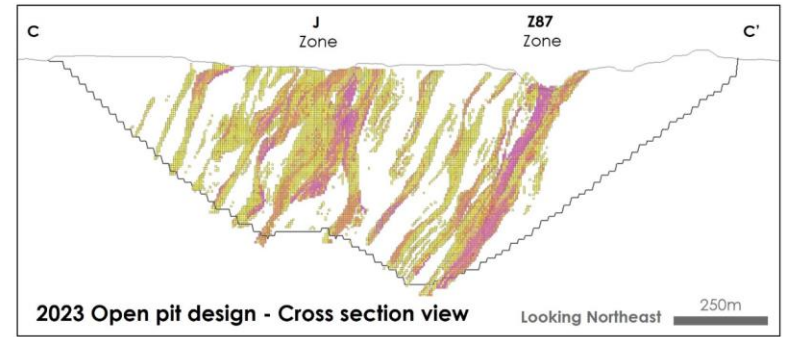 C
J
Zone
Z87
Zone
C'
2023 Open pit design - Cross section view
Looking Northeast
250m